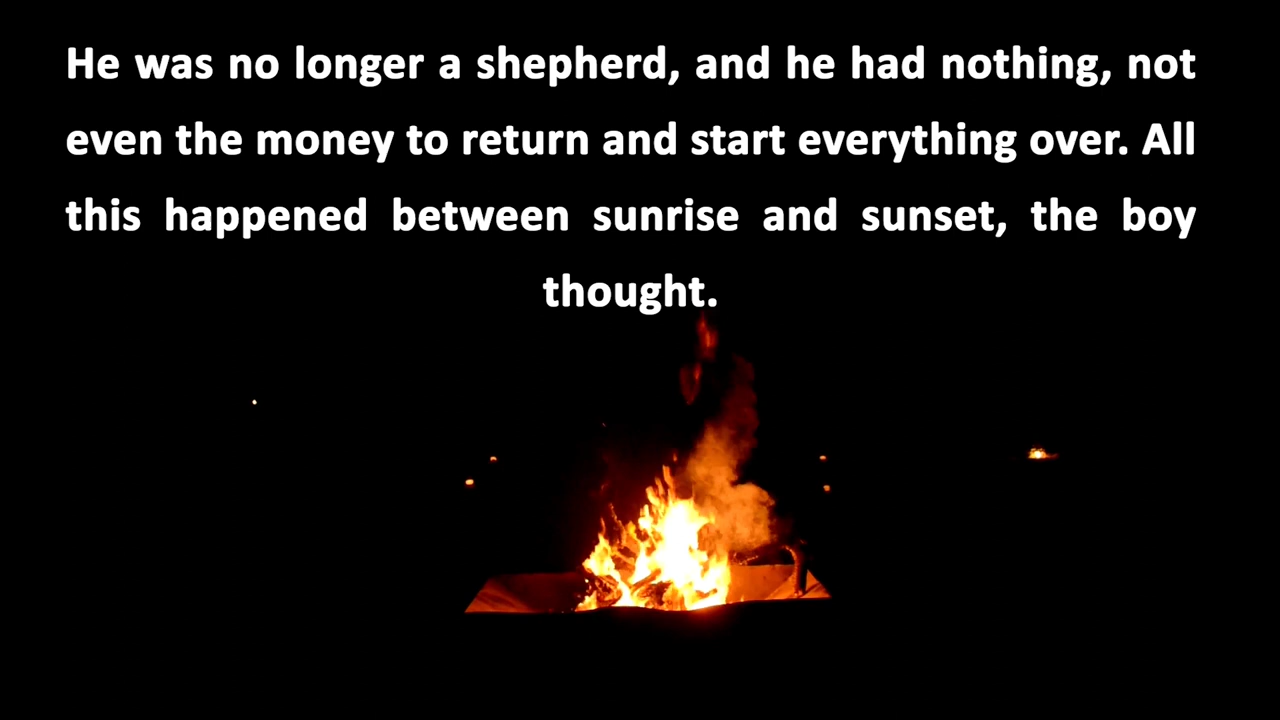 He was no longer a shepherd, and he had nothing, not
even the money to return and start everything over. All
this happened between sunrise and sunset, the boy
thought.